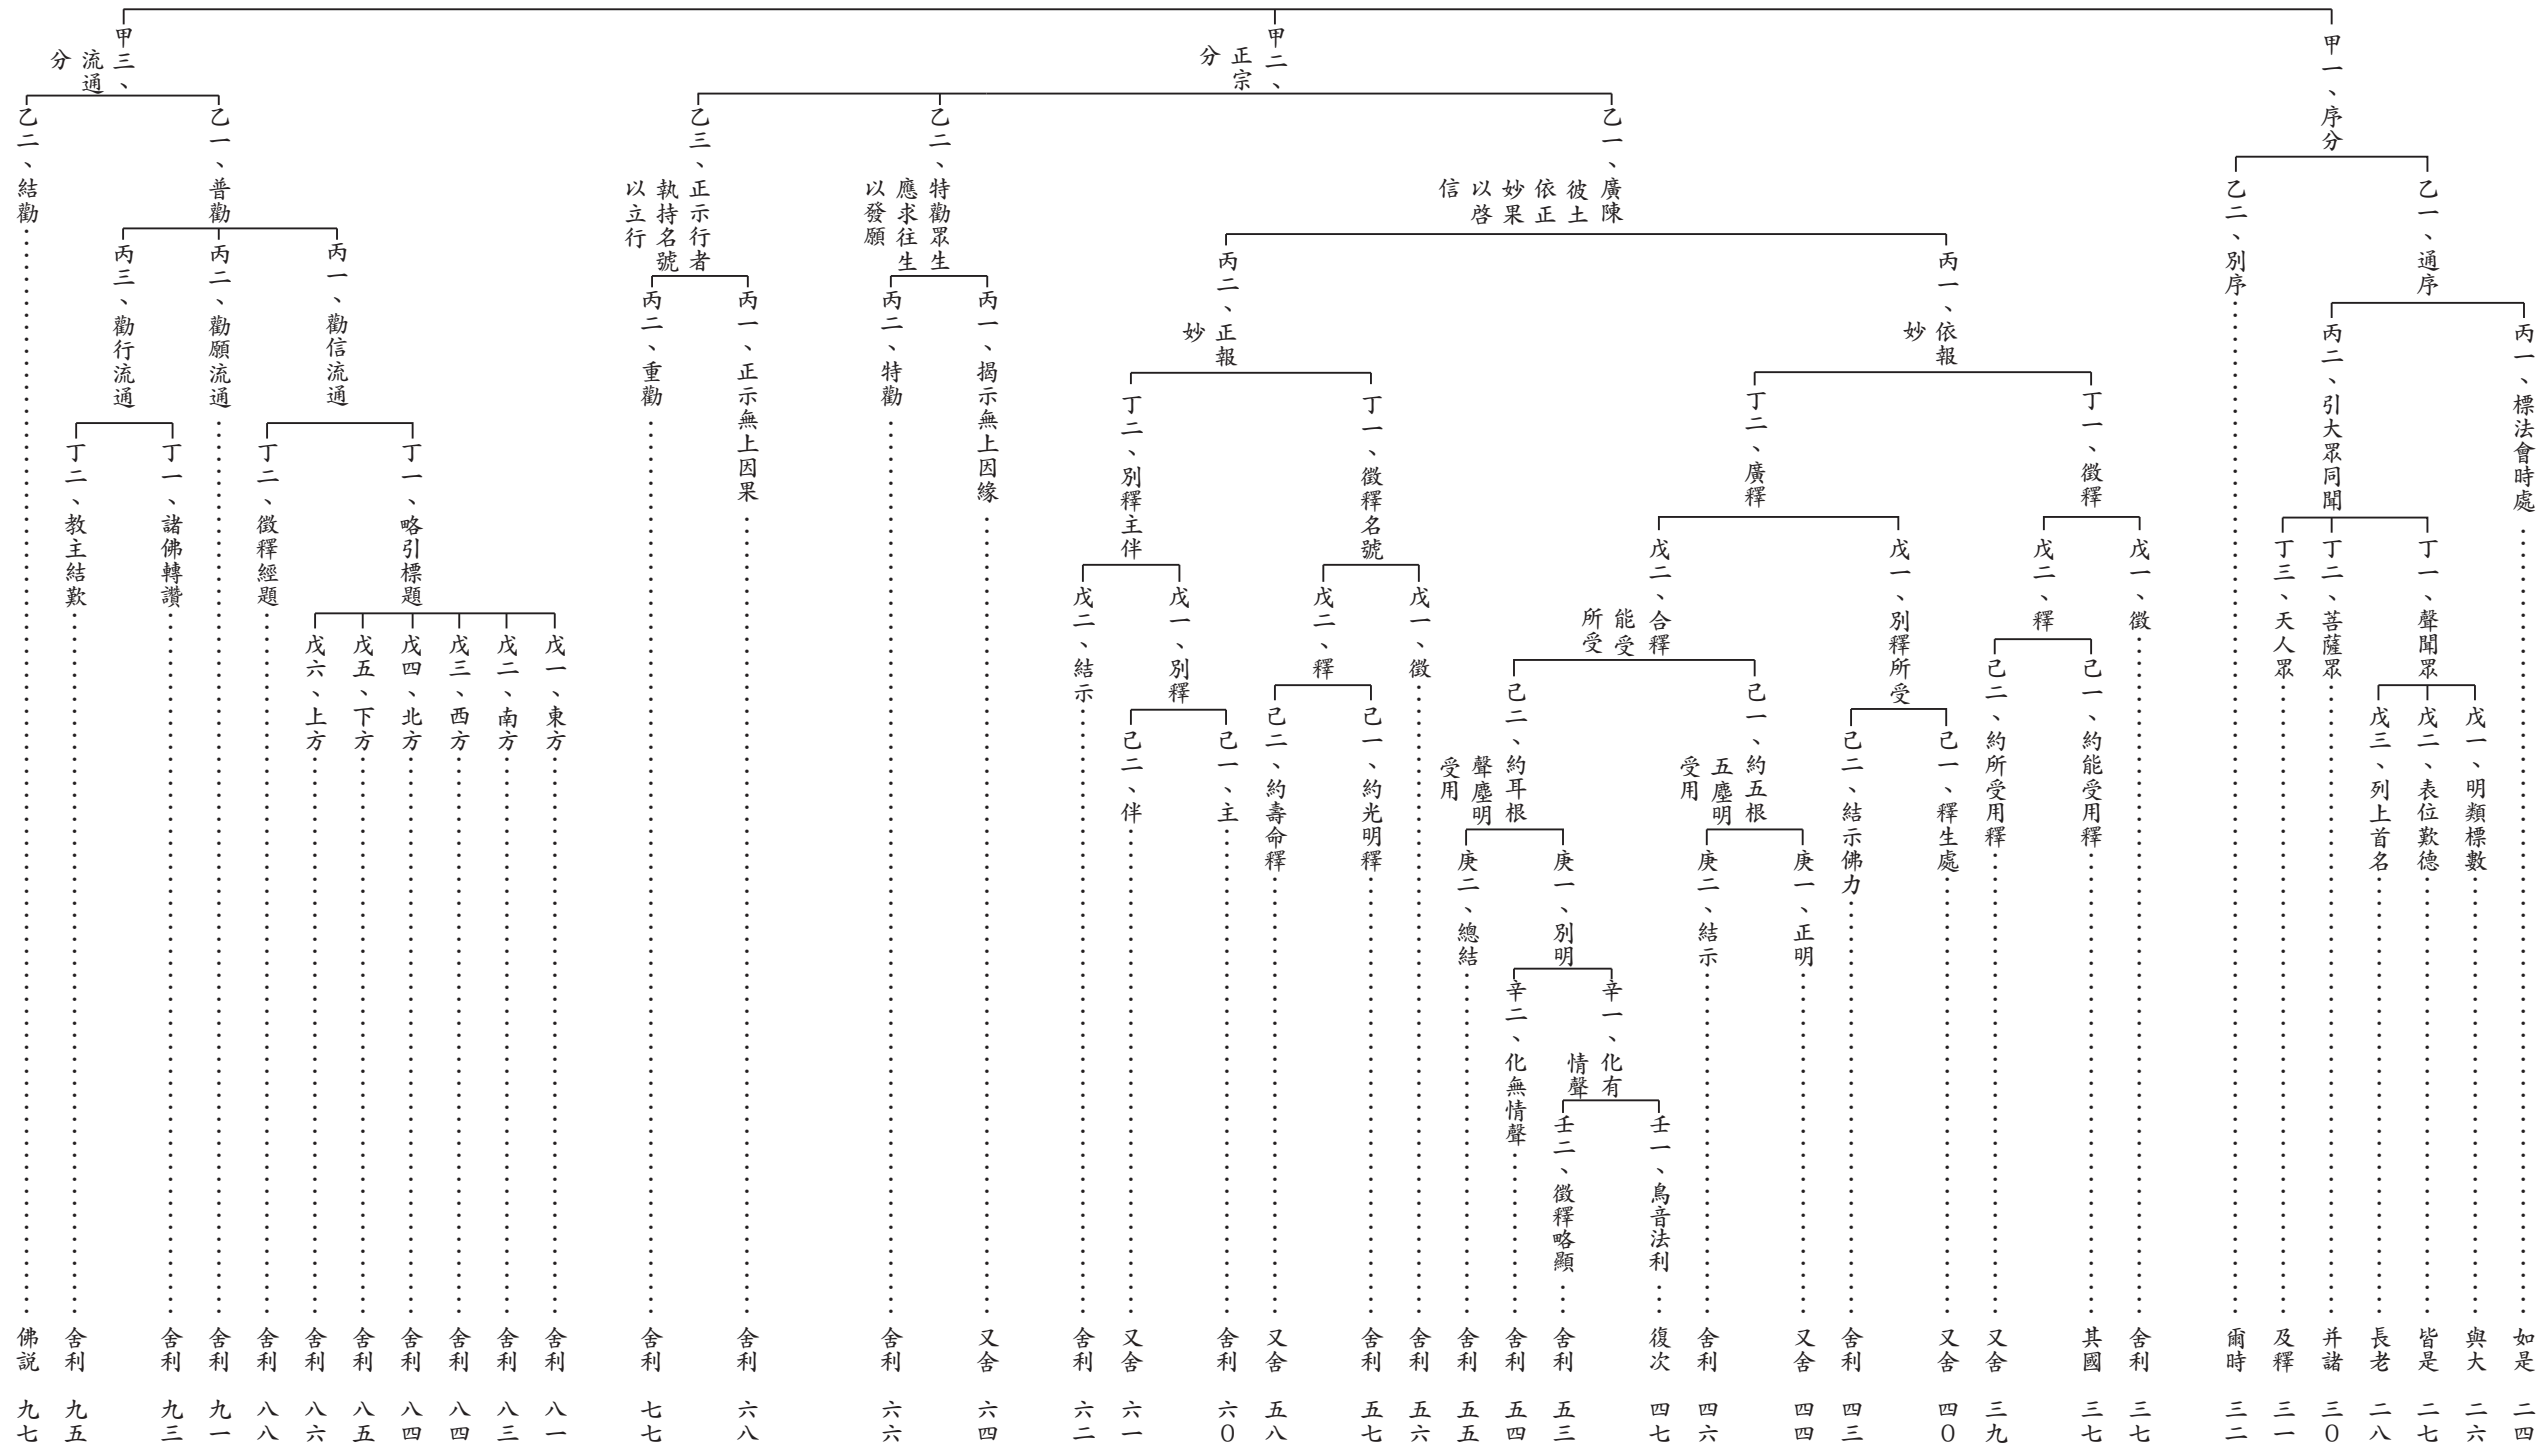 甲一、序分
乙一、通序
丙一、標法會時處 如是 二四
丙二、引大眾同聞
丁一、聲聞眾
戊一、明類標數 與大 二六
戊二、表位歎德 皆是 二七
戊三、列上首名 長老 二八
丁二、菩薩眾 并諸 三0
丁三、天人眾 及釋 三一
乙二、別序 爾時 三二
甲二、正宗分
乙一、廣陳彼土依正妙果以啓信
丙一、依報妙
丁一、徵釋
戊一、徵 舍利 三七
戊二、釋
己一、約能受用釋 其國 三七
己二、約所受用釋 又舍 三九
丁二、廣釋
戊一、別釋所受
己一、釋生處 又舍 四0
己二、結示佛力 舍利 四三
戊二、合釋能受所受
己一、約五根五塵明受用
庚一、正明 又舍 四四
庚二、結示 舍利 四六
己二、約耳根聲塵明受用
庚一、別明
辛一、化有情聲
壬一、鳥音法利 復次 四七
壬二、徵釋略顯 舍利 五三
辛二、化無情聲 舍利 五四
庚二、總結 舍利 五五
丙二、正報妙
丁一、徵釋名號
戊一、徵 舍利 五六
戊二、釋
己一、約光明釋 舍利 五七
己二、約壽命釋 又舍 五八
丁二、別釋主伴
戊一、別釋
己一、主 舍利 六0
己二、伴 又舍 六一
戊二、結示 舍利 六二
乙二、特勸眾生應求往生以發願
丙一、揭示無上因緣 又舍 六四
丙二、特勸 舍利 六六
乙三、正示行者執持名號以立行
丙一、正示無上因果 舍利 六八
丙二、重勸 舍利 七七
甲三、流通分
乙一、普勸
丙一、勸信流通
丁一、略引標題
戊一、東方 舍利 八一
戊二、南方 舍利 八三
戊三、西方 舍利 八四
戊四、北方 舍利 八四
戊五、下方 舍利 八五
戊六、上方 舍利 八六
丁二、徵釋經題 舍利 八八
丙二、勸願流通 舍利 九一
丙三、勸行流通
丁一、諸佛轉讚 舍利 九三
丁二、教主結歎 舍利 九五
乙二、結勸 佛説 九七